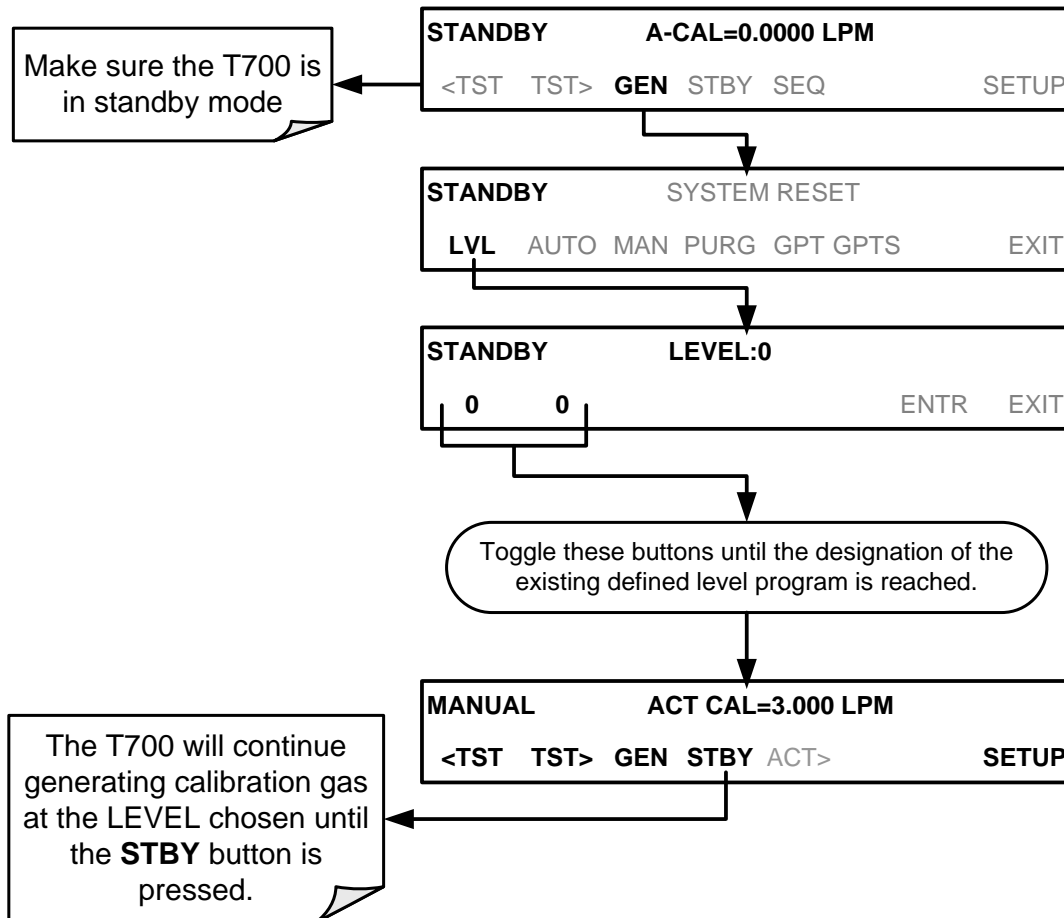 Make sure the T700 is
in standby mode
STANDBY A-CAL=0.0000 LPM
<TST TST> GEN STBY SEQ SETUP
STANDBY SYSTEM RESET
LVL AUTO MAN PURG GPT GPTS EXIT
STANDBY LEVEL:0
0 0 ENTR EXIT
Toggle these buttons until the designation of the
existing defined level program is reached.
MANUAL ACT CAL=3.000 LPM
<TST TST> GEN STBY ACT> SETUP
The T700 will continue
generating calibration gas
at the LEVEL chosen until
the STBY button is
pressed.